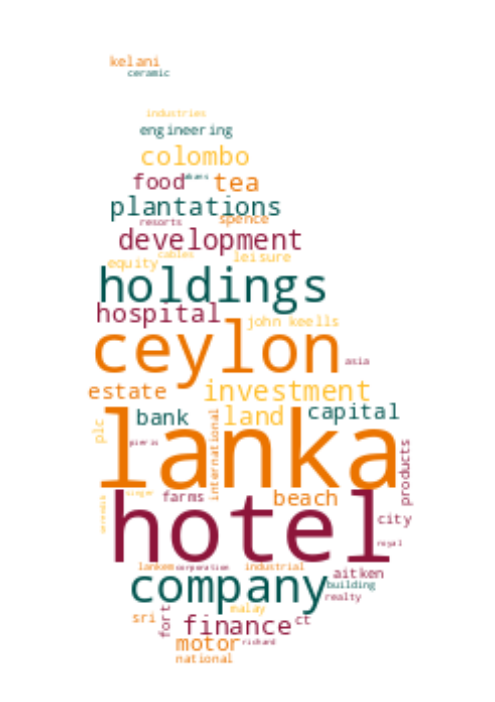 kelani
ceramic
industries
engineering
colombo
food tea
plantations
resorts spence
development
cables
equity leisure
holdings
hospital
john keells
ceylon
asia
estate investment
plc bank land capital
international
lanka
pieris
products
singer farms beach
hotel
city
royal
lankem corporation industrial aitken
company building
realty
malay
sri fort finance ct
motor richard
national